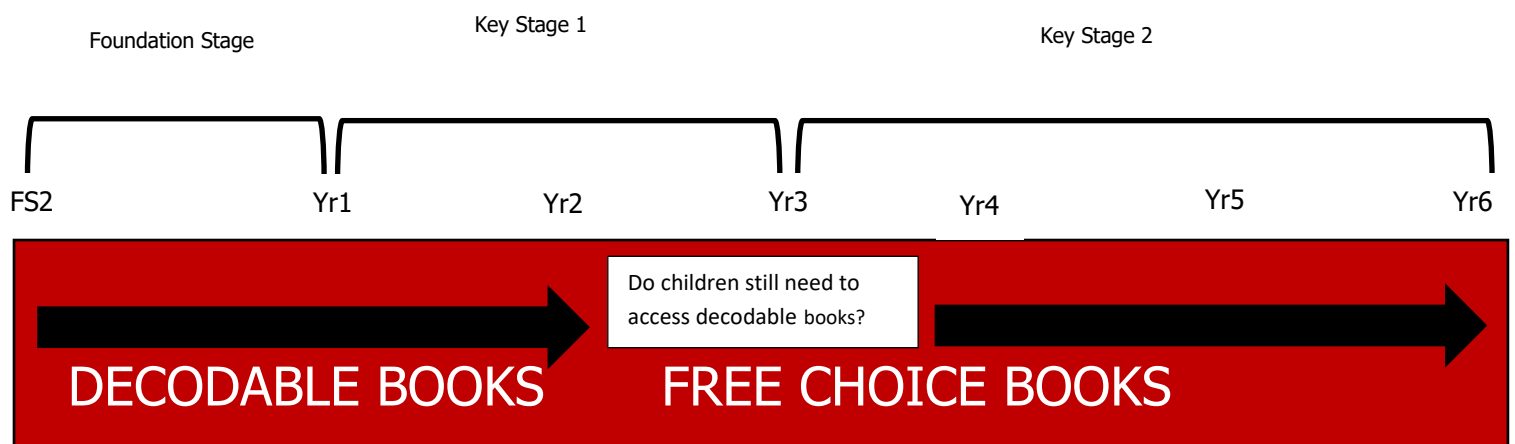 Foundation Stage
Key Stage 1
Key Stage 2
FS2
Yr1
Yr2
Yr3
Yr4
Yr5
Yr6
Do children still need to
access decodable books?
DECODABLE BOOKS
FREE CHOICE BOOKS